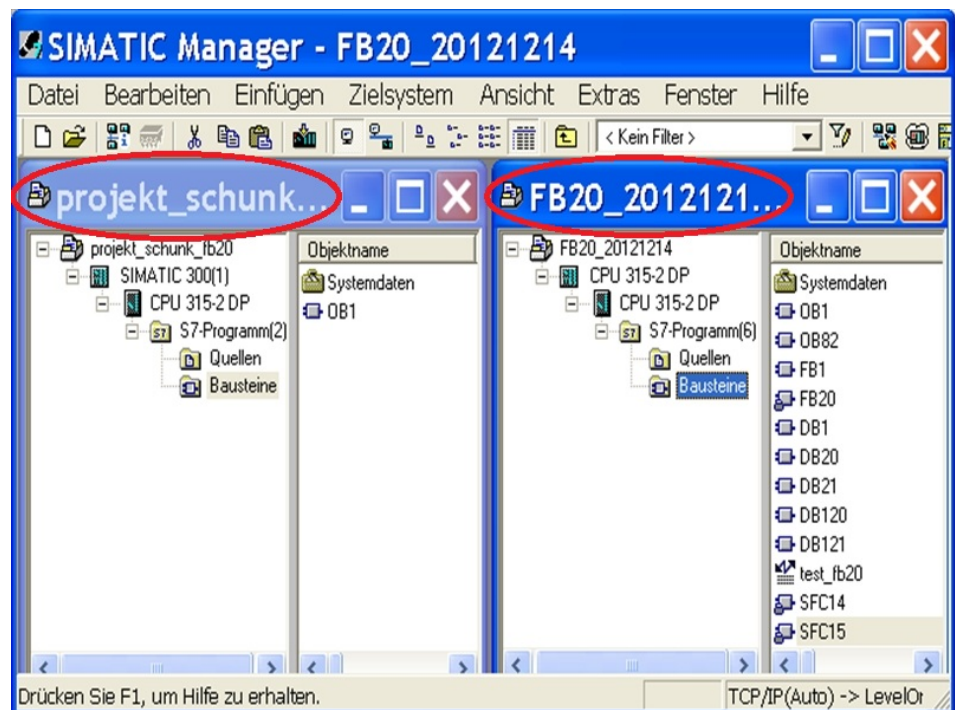 SIMATIC Manager - FB20_20121214
Datei Bearbeiten Einfügen Zielsystem Ansicht Extras Fenster Hilfe
< Kein Filter >
projekt_schunk...
projekt_schunk_fb20
SIMATIC 300(1)
CPU 315-2 DP
S7-Programm(2)
Quellen
Bausteine
Objektname
Systemdaten
OB1
FB20_2012121...
FB20_20121214
CPU 315-2 DP
CPU 315-2 DP
S7-Programm(6)
Quellen
Bausteine
Objektname
Systemdaten
OB1
OB82
FB1
FB20
DB1
DB20
DB21
DB120
DB121
test_fb20
SFC14
SFC15
Drücken Sie F1, um Hilfe zu erhalten.
TCP/IP(Auto) -> LevelOr